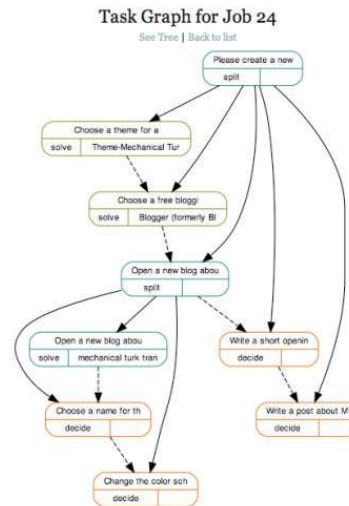 Task Graph for Job 24
See Tree | Back to list
Please create a new
split
Choose a theme for a
solve Theme-Mechanical Tur
Choose a free bloggi
solve Blogger (formerly Bl
Open a new blog abou
split
Open a new blog abou
solve mechanical turk tran
Write a short openin
decide
Choose a name for th
decide
Write a post about M
decide
Change the color sch
decide